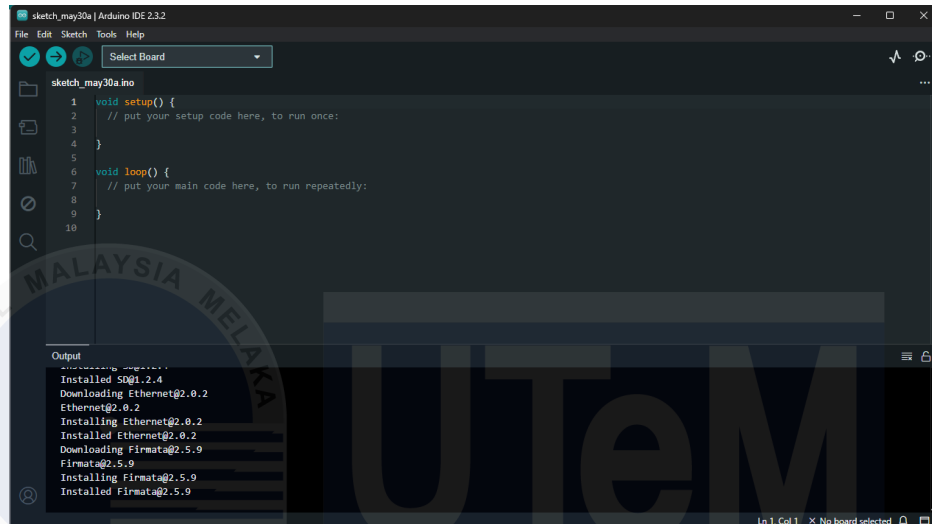 sketch_may30a | Arduino IDE 2.3.2
File Edit Sketch Tools Help
Select Board
sketch_may30a.ino
1 void setup() {
2 // put your setup code here, to run once:
3
4 }
5
6 void loop() {
7 // put your main code here, to run repeatedly:
8
9 }
10
MALAYSIA MELAKA
UTeM
Output
Installing SD@1.2.4
Installed SD@1.2.4
Downloading Ethernet@2.0.2
Ethernet@2.0.2
Installing Ethernet@2.0.2
Installed Ethernet@2.0.2
Downloading Firmata@2.5.9
Firmata@2.5.9
Installing Firmata@2.5.9
Installed Firmata@2.5.9
Ln 1, Col 1 × No board selected